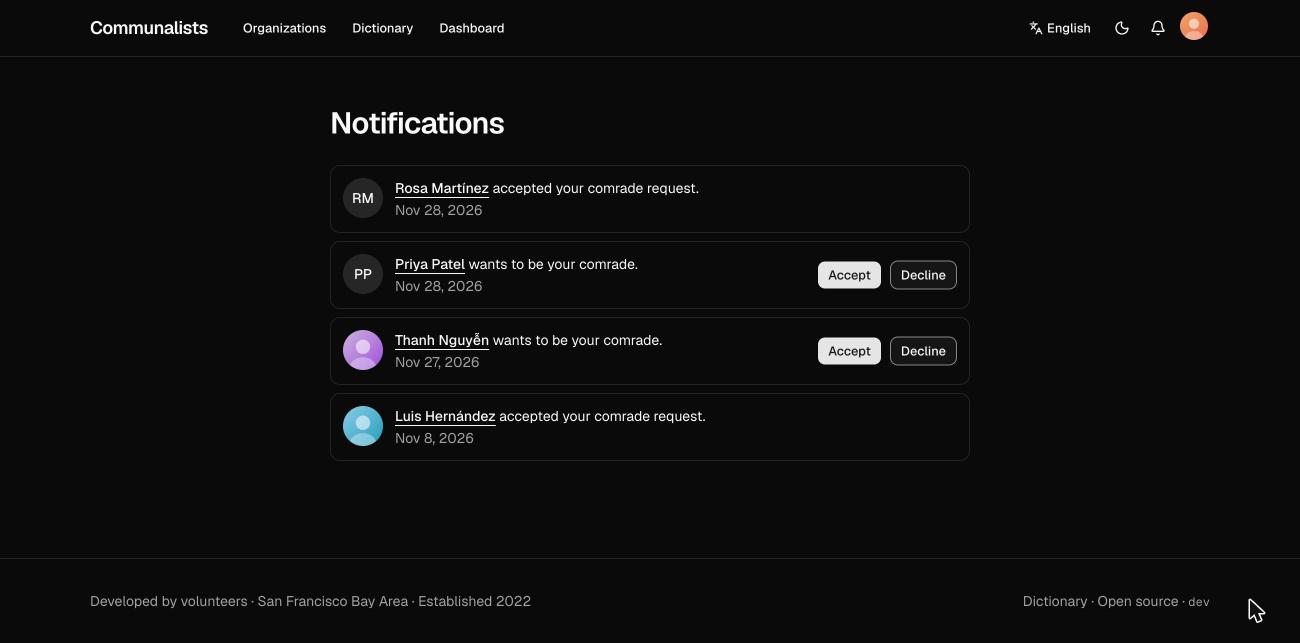 Communalists
Organizations
Dictionary
Dashboard
English
Notifications
RM
Rosa Martínez accepted your comrade request.
Nov 28, 2026
PP
Priya Patel wants to be your comrade.
Nov 28, 2026
Accept
Decline
Thanh Nguyễn wants to be your comrade.
Nov 27, 2026
Accept
Decline
Luis Hernández accepted your comrade request.
Nov 8, 2026
Developed by volunteers · San Francisco Bay Area · Established 2022
Dictionary · Open source · dev